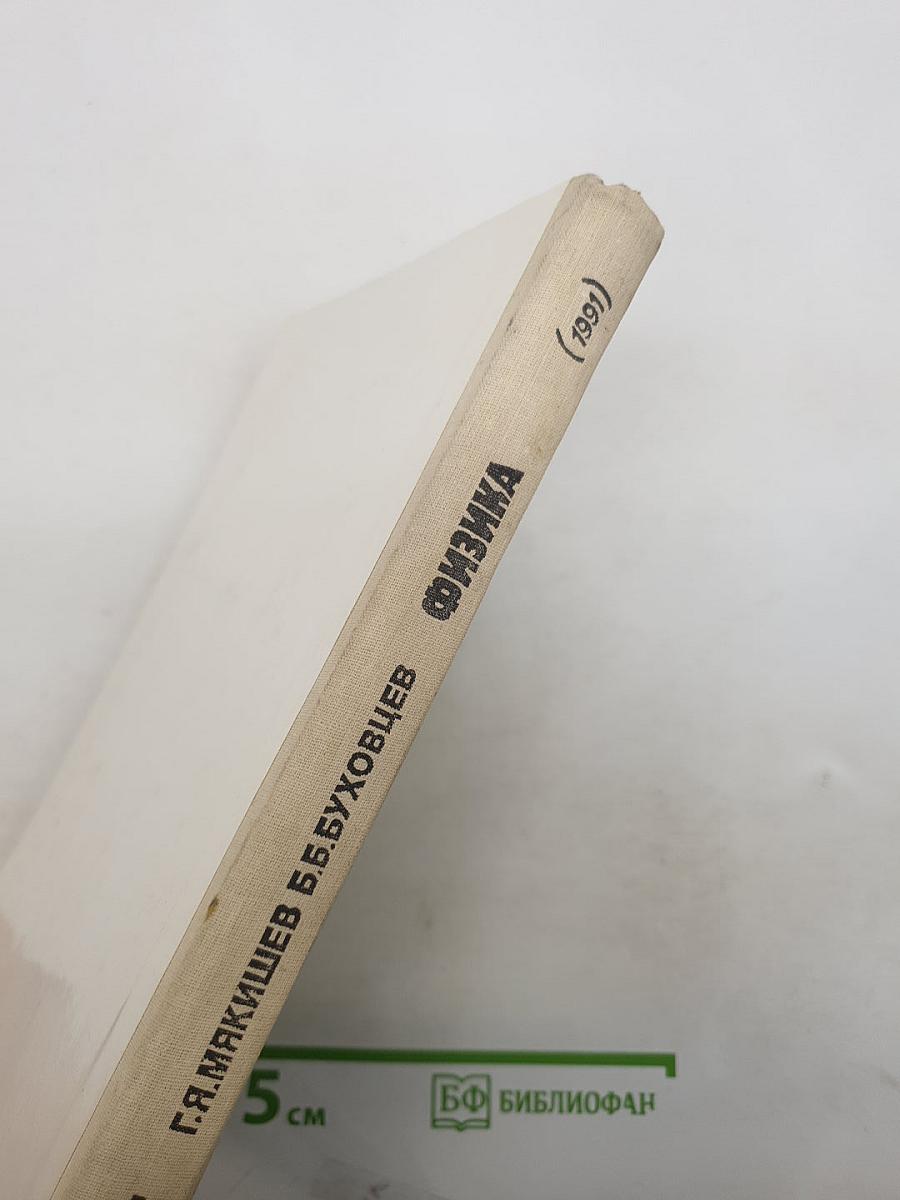 Г.Я.МЯКИШЕВ Б.Б.БУХОВЦЕВ ФИЗИКА (1991)
5 см
БФ БИБЛИОФАН